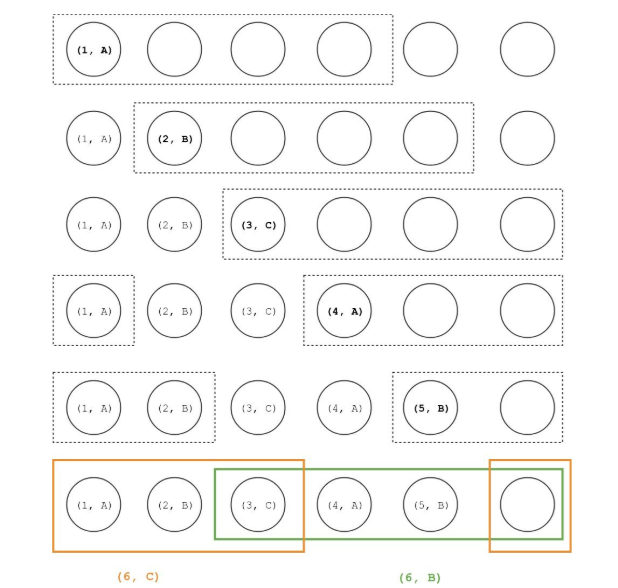 (1, A)
(1, A) (2, B)
(1, A) (2, B) (3, C)
(1, A) (2, B) (3, C) (4, A)
(1, A) (2, B) (3, C) (4, A) (5, B)
(1, A) (2, B) (3, C) (4, A) (5, B)
(6, C) (6, B)